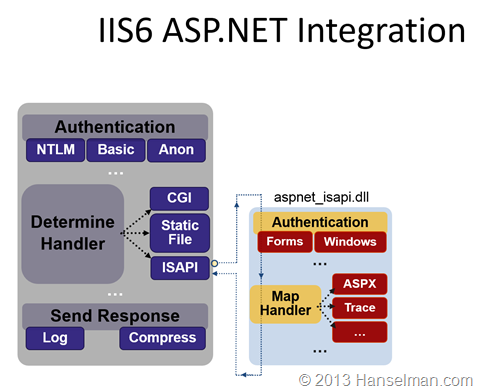 IIS6 ASP.NET Integration
Authentication
NTLM Basic Anon
...
Determine
Handler
CGI
Static
File
ISAPI
...
Send Response
Log Compress
aspnet_isapi.dll
Authentication
Forms Windows
...
Map
Handler
ASPX
Trace
...
...
© 2013 Hanselman.com